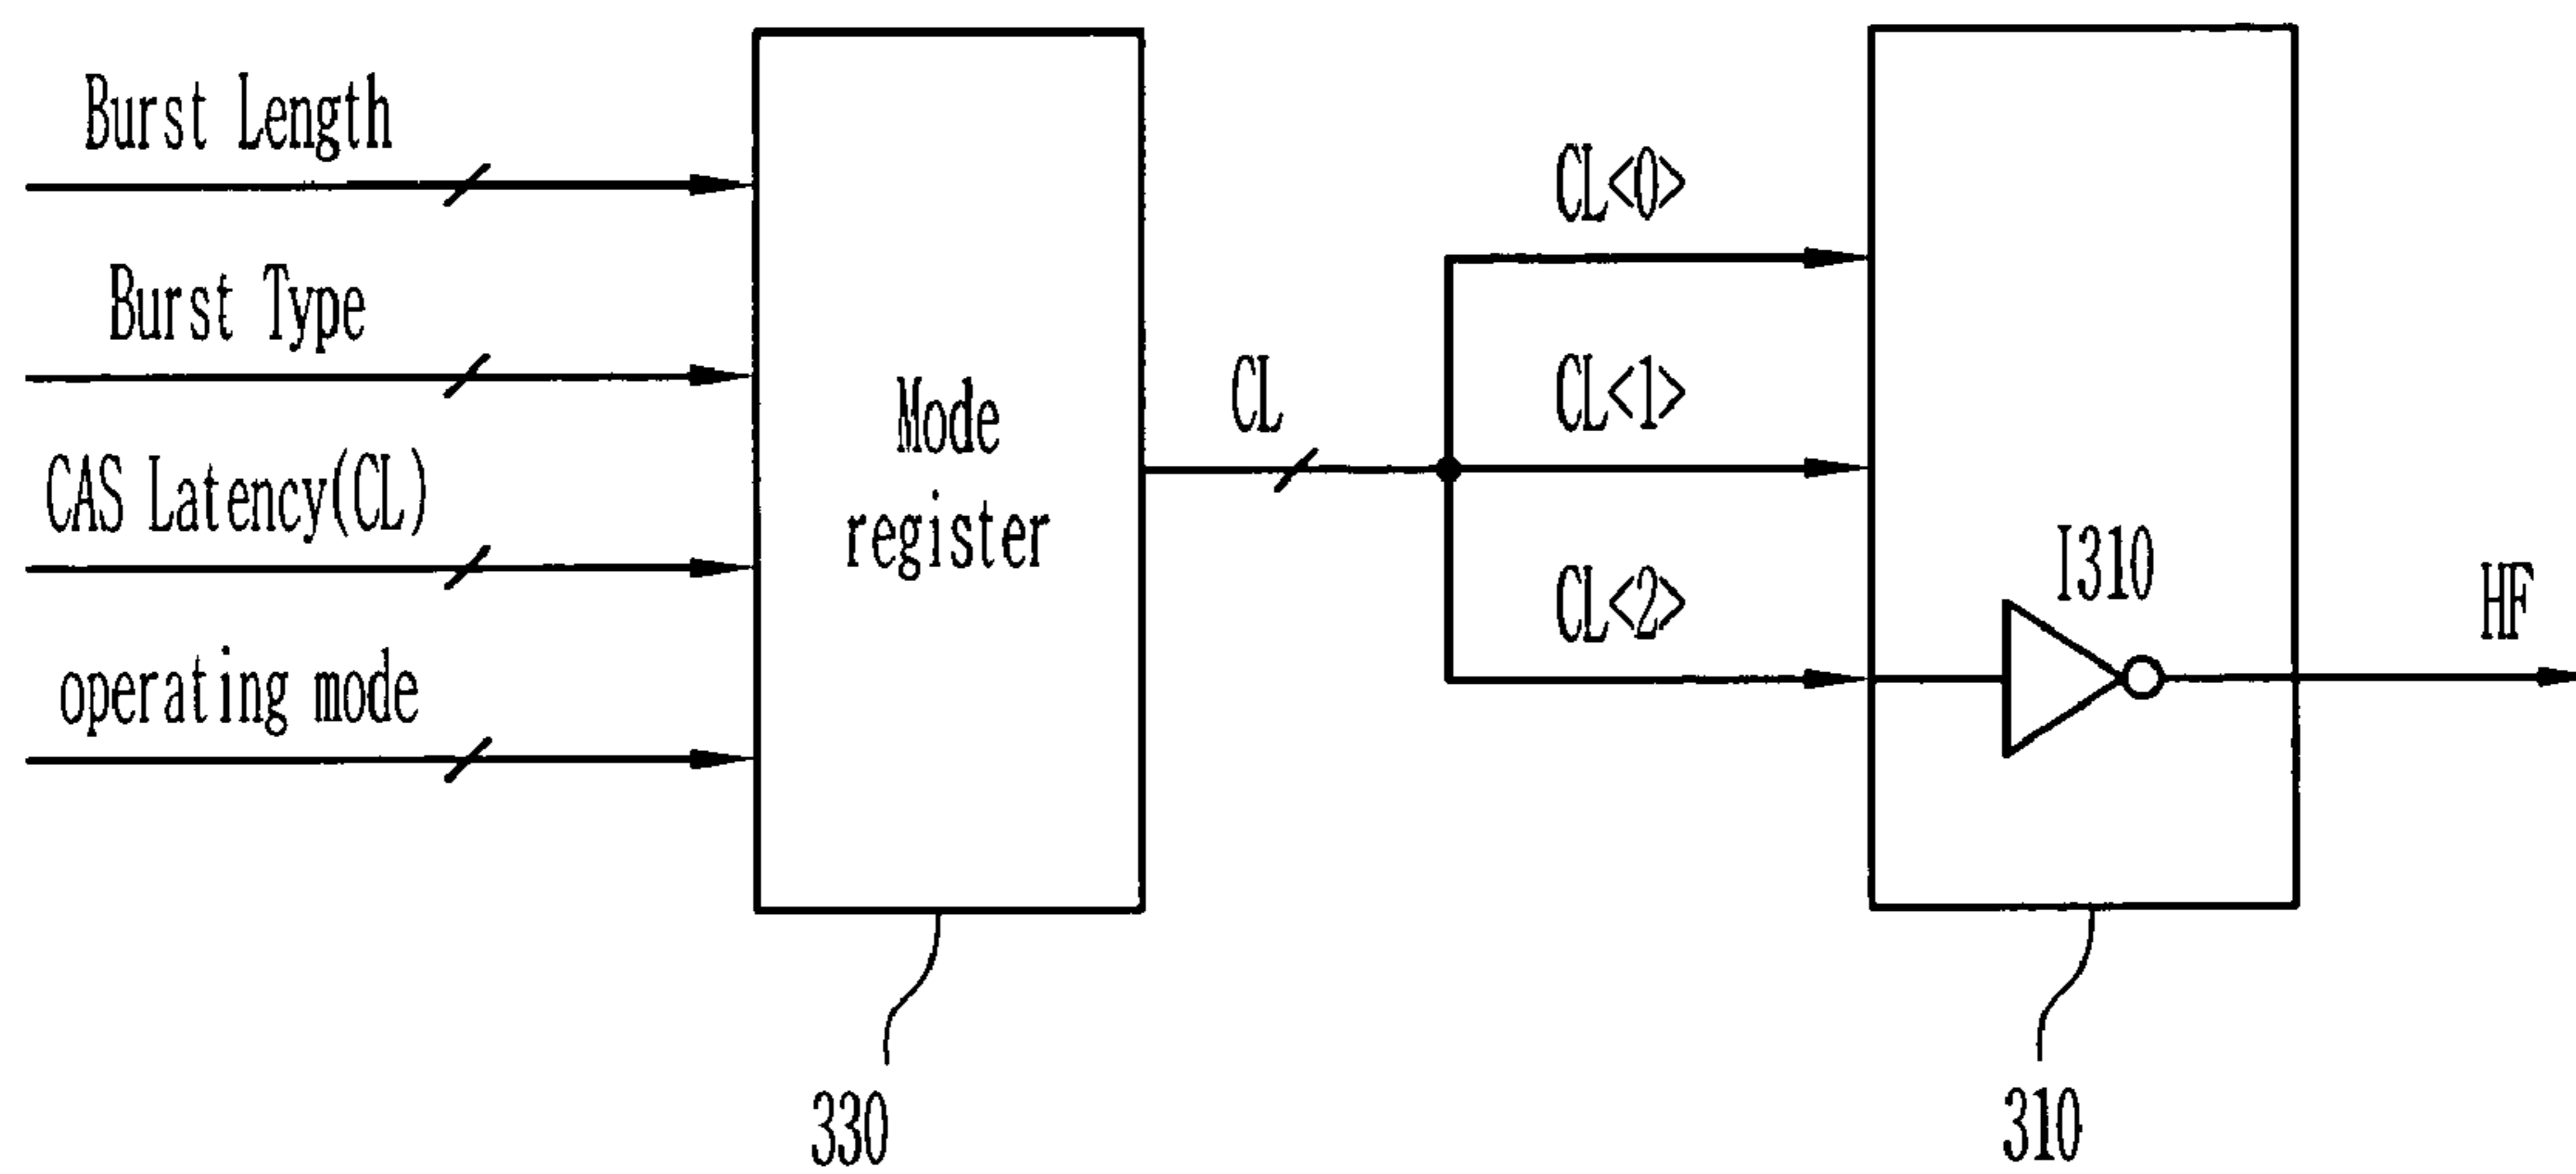 Burst Length
Burst Type
CAS Latency(CL)
operating mode
Mode
register
CL
CL<0>
CL<1>
CL<2>
I310
HF
330
310